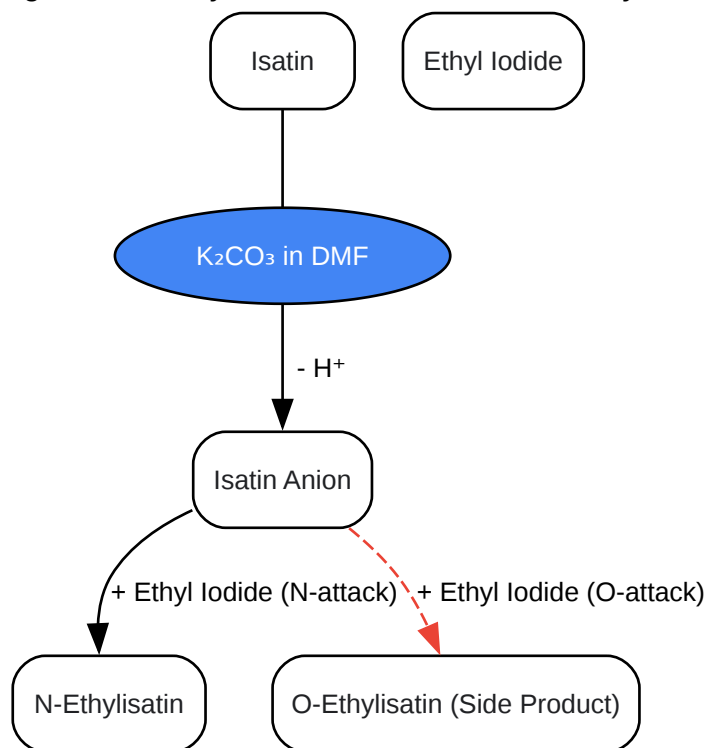 Isatin
Ethyl Iodide
K₂CO₃ in DMF
- H⁺
Isatin Anion
+ Ethyl Iodide (N-attack)
+ Ethyl Iodide (O-attack)
N-Ethylisatin
O-Ethylisatin (Side Product)